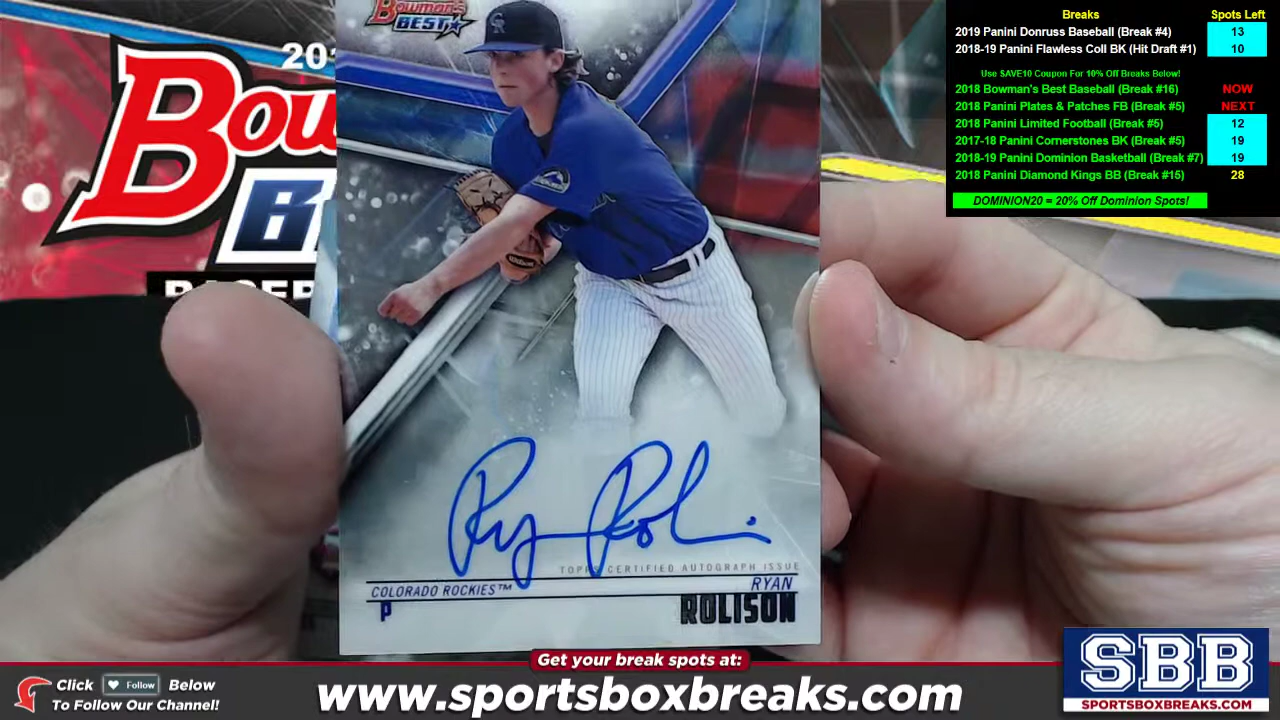 Bowman's
BEST
CR
201
Bow
B
Breaks Spots Left
2019 Panini Donruss Baseball (Break #4) 13
2018-19 Panini Flawless Coll BK (Hit Draft #1) 10
Use SAVE10 Coupon For 10% Off Breaks Below!
2018 Bowman's Best Baseball (Break #16) NOW
2018 Panini Plates & Patches FB (Break #5) NEXT
2018 Panini Limited Football (Break #5) 12
2017-18 Panini Cornerstones BK (Break #5) 19
2018-19 Panini Dominion Basketball (Break #7) 19
2018 Panini Diamond Kings BB (Break #15) 28
DOMINION20 = 20% Off Dominion Spots!
Ryan Rolison
TOPPS CERTIFIED AUTOGRAPH ISSUE
COLORADO ROCKIES™
P
RYAN
ROLISON
Get your break spots at:
Click Follow Below
To Follow Our Channel!
www.sportsboxbreaks.com
SBB
SPORTSBOXBREAKS.COM